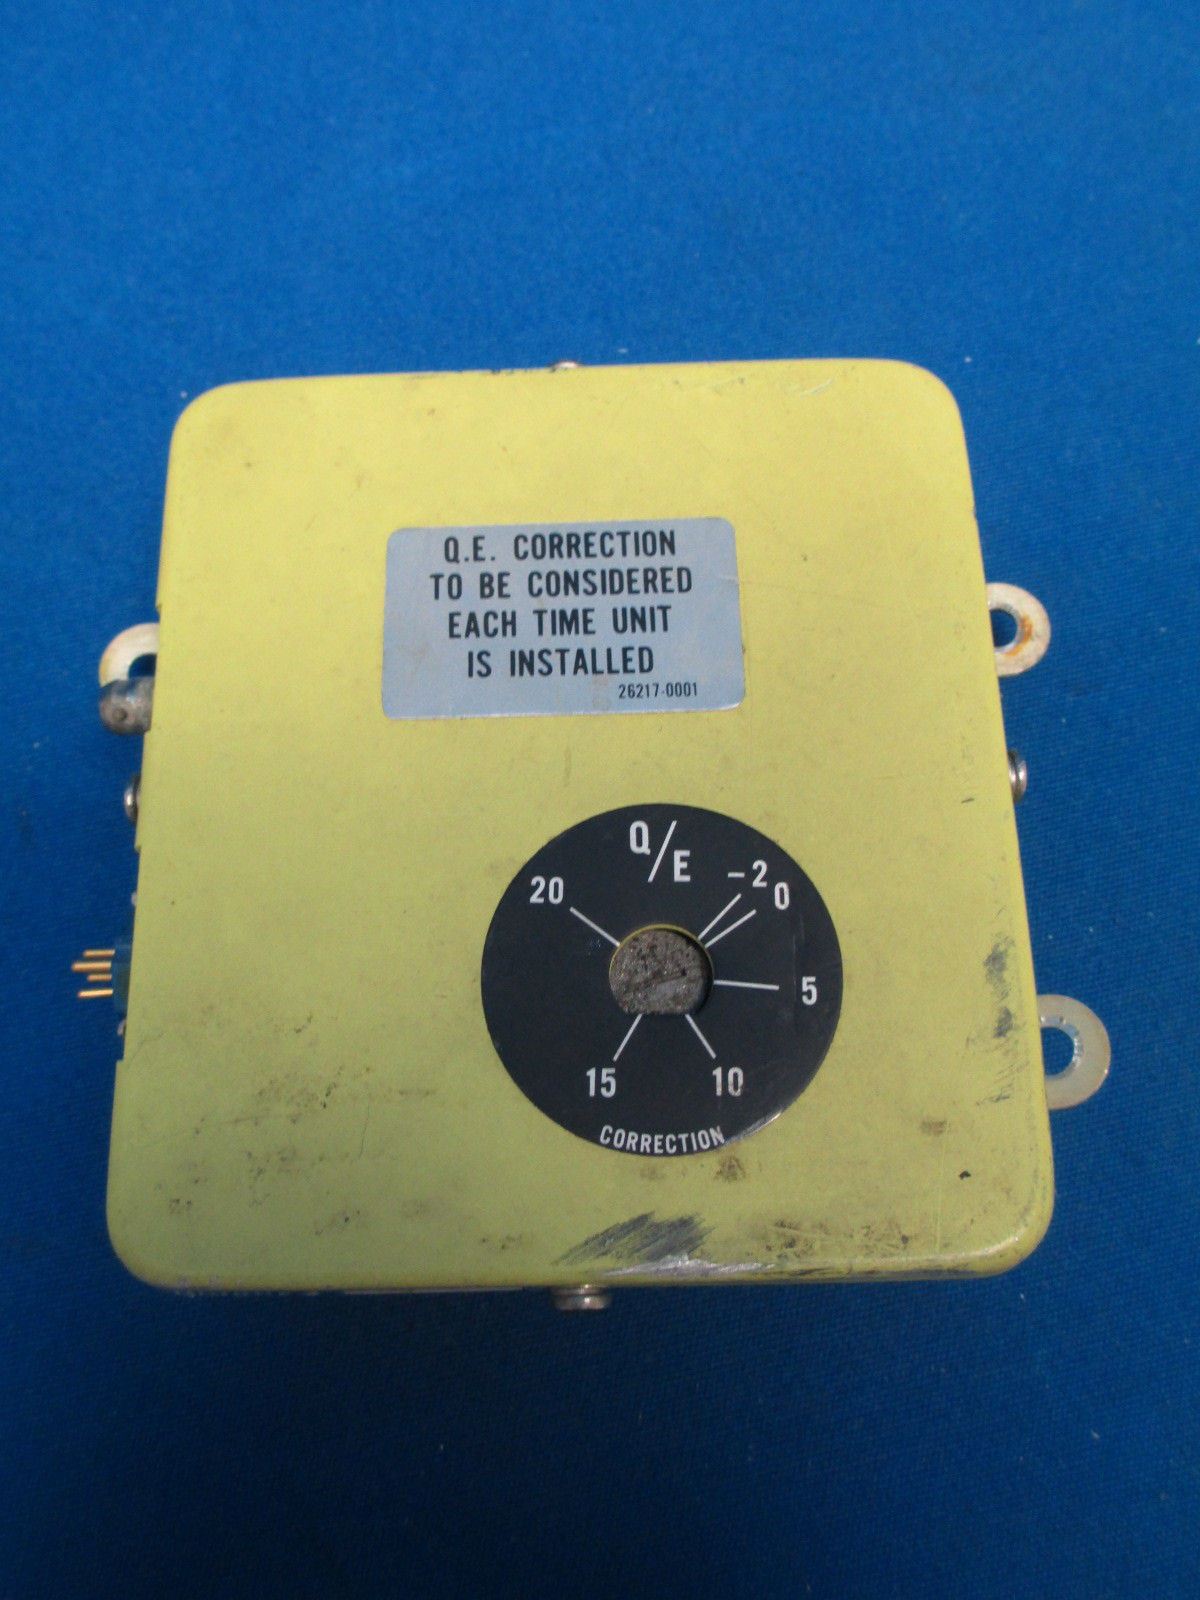 Q.E. CORRECTION
TO BE CONSIDERED
EACH TIME UNIT
IS INSTALLED
26217-0001
Q/E
-2
0
20
5
15
10
CORRECTION